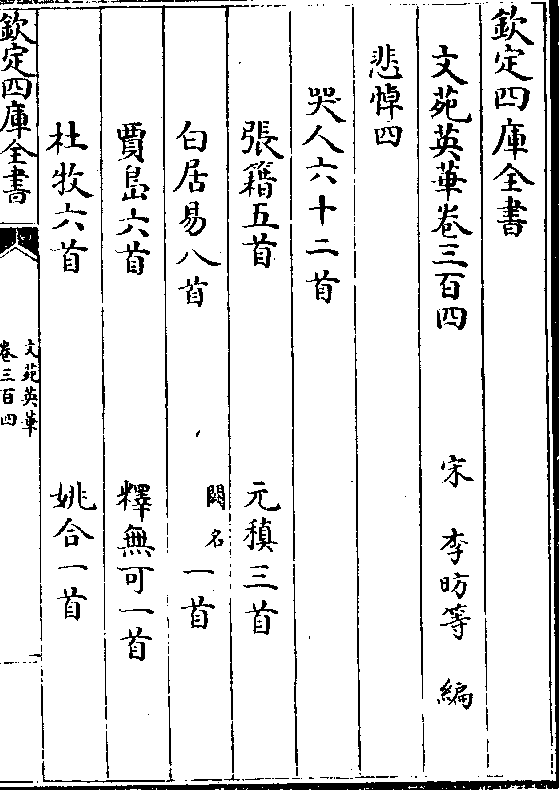 欽定四庫全書
文苑英華卷三百四
宋 李昉等 編
悲悼四
哭人六十二首
張籍五首 元稹三首
白居易八首 闕名一首
賈島六首 釋無可一首
杜牧六首 姚合一首
欽定四庫全書
文苑英華
卷三百四